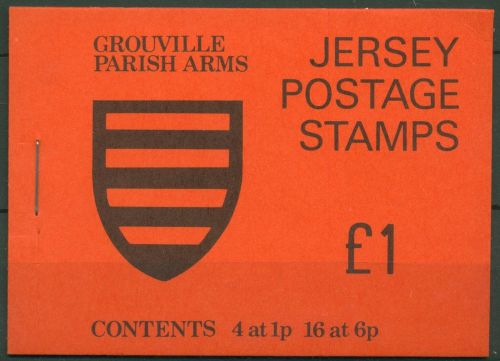 GROUVILLE
PARISH ARMS
JERSEY
POSTAGE
STAMPS
£1
CONTENTS 4 at 1p 16 at 6p